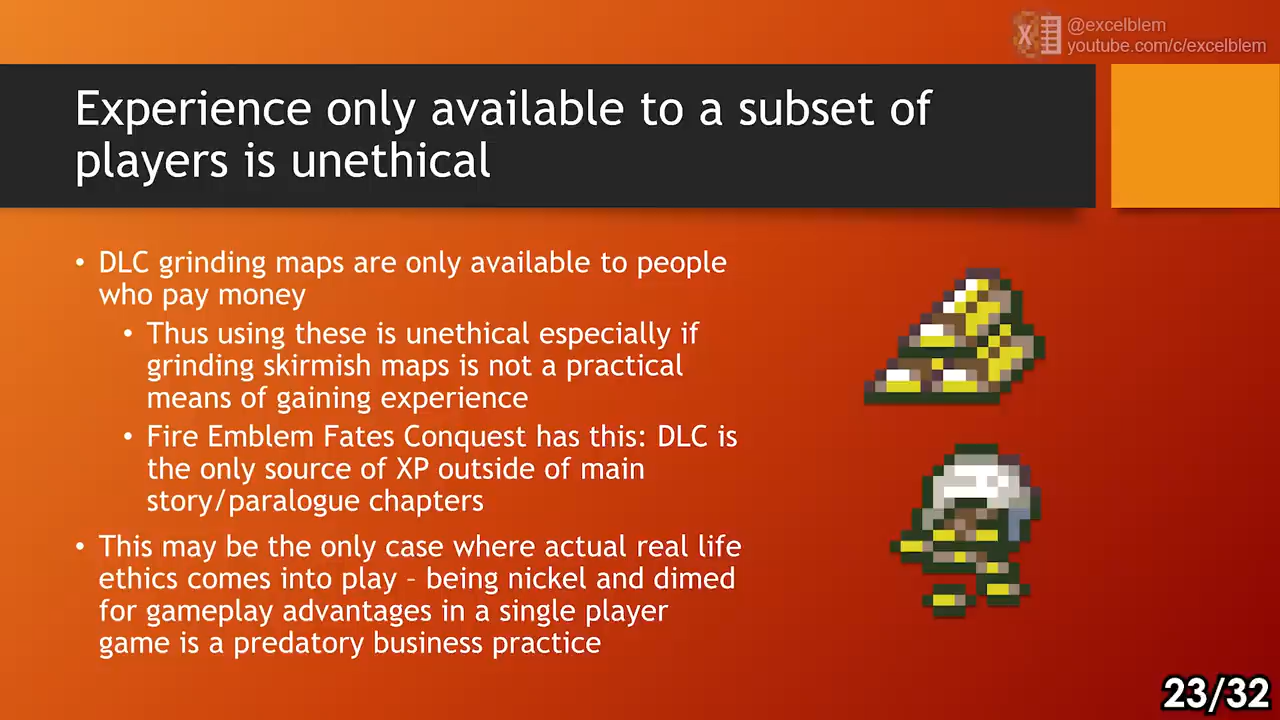 @excelblem
youtube.com/c/excelblem
Experience only available to a subset of
players is unethical
• DLC grinding maps are only available to people
who pay money
• Thus using these is unethical especially if
grinding skirmish maps is not a practical
means of gaining experience
• Fire Emblem Fates Conquest has this: DLC is
the only source of XP outside of main
story/paralogue chapters
• This may be the only case where actual real life
ethics comes into play – being nickel and dimed
for gameplay advantages in a single player
game is a predatory business practice
23/32